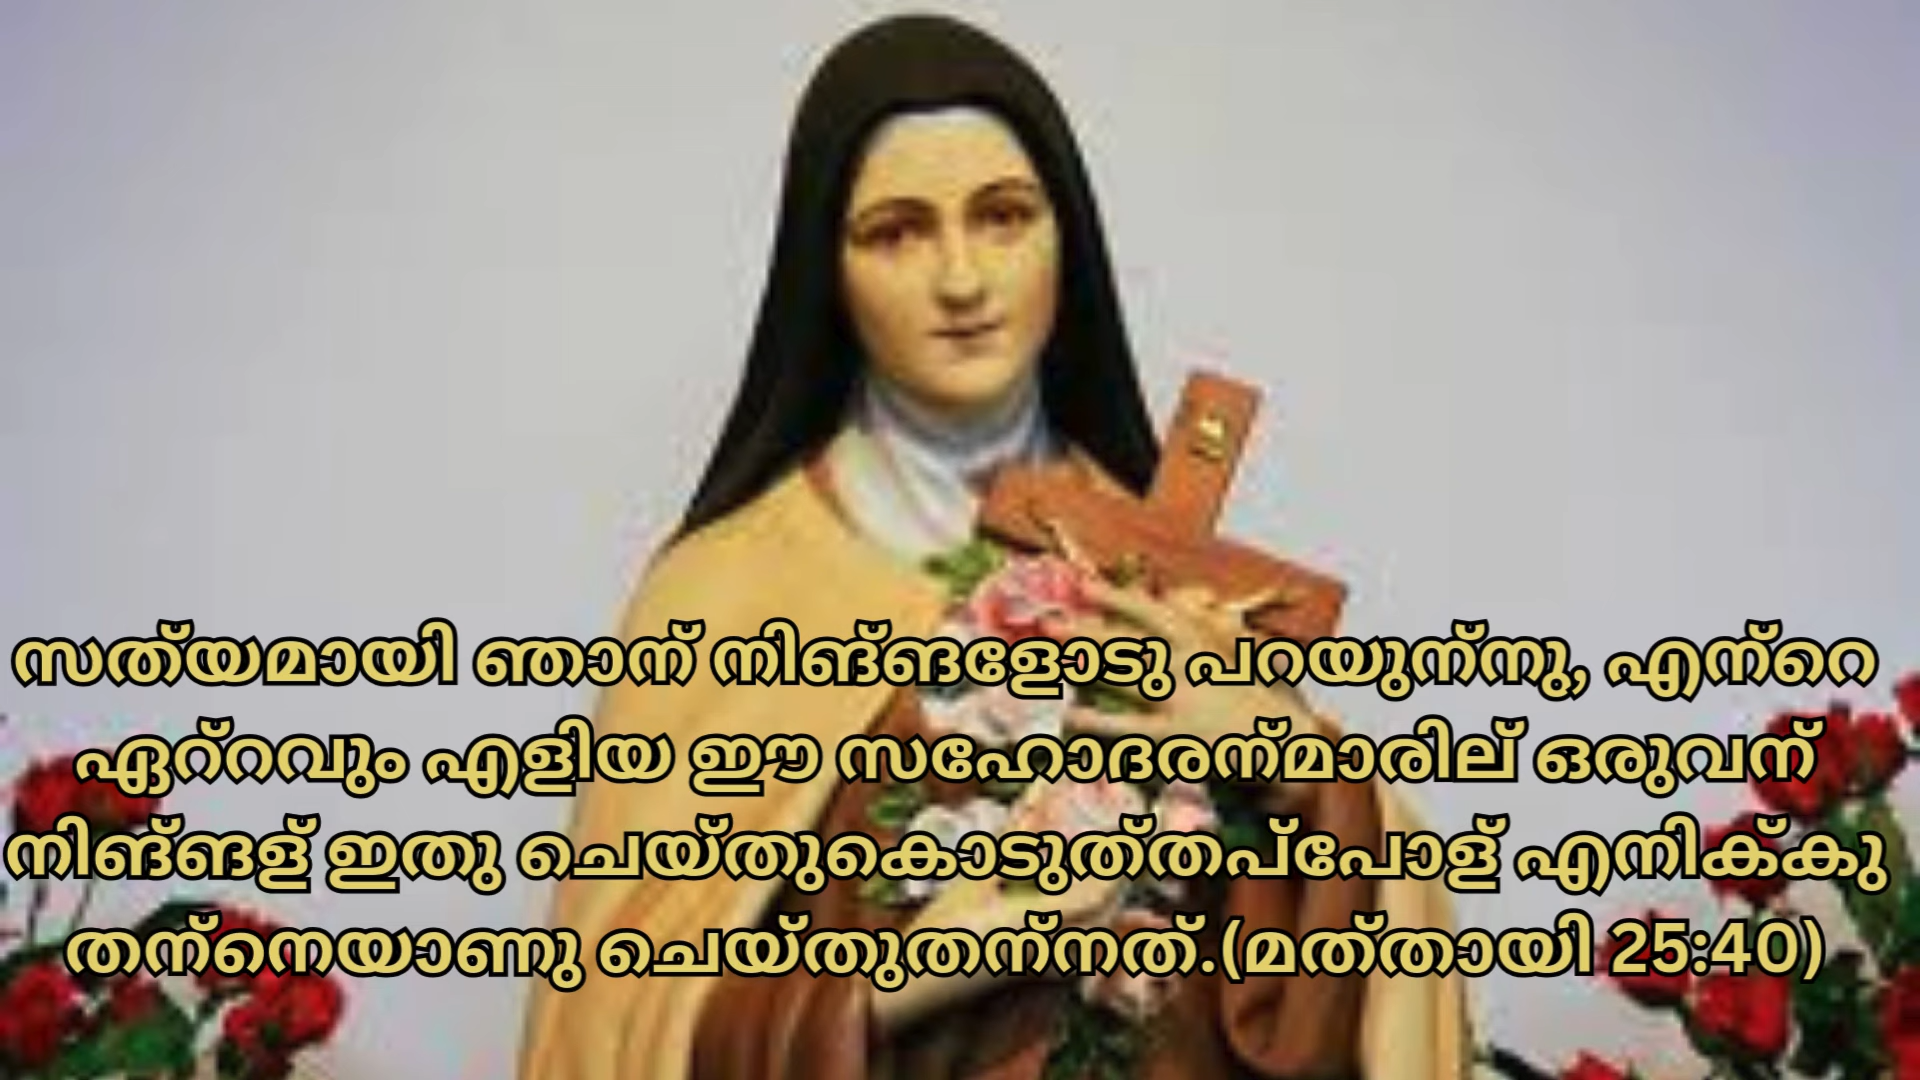 സത്‌യമായി ഞാന് നിങ്‌ങളോടു പറയുന്‌നു, എന്‌റെ
ഏറ്‌റവും എളിയ ഈ സഹോദരന്‌മാരില് ഒരുവന്
നിങ്‌ങള് ഇതു ചെയ്‌തുകൊടുത്‌തപ്‌പോള് എനിക്‌കു
തന്‌നെയാണു ചെയ്‌തുതന്‌നത്.(മത്‌തായി 25:40)